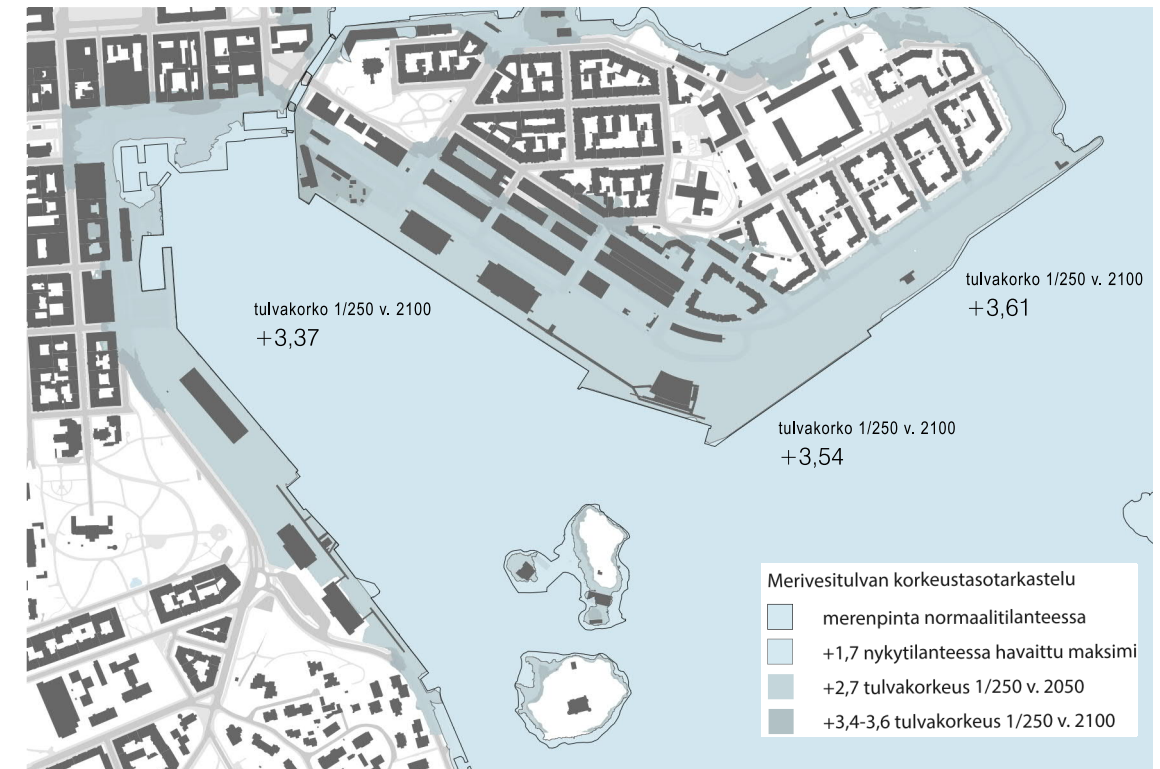 tulvakorko 1/250 v. 2100
+3,37
tulvakorko 1/250 v. 2100
+3,61
tulvakorko 1/250 v. 2100
+3,54
Merivesitulvan korkeustasotarkastelu
merenpinta normaalitilanteessa
+1,7 nykytilanteessa havaittu maksimi
+2,7 tulvakorkeus 1/250 v. 2050
+3,4-3,6 tulvakorkeus 1/250 v. 2100